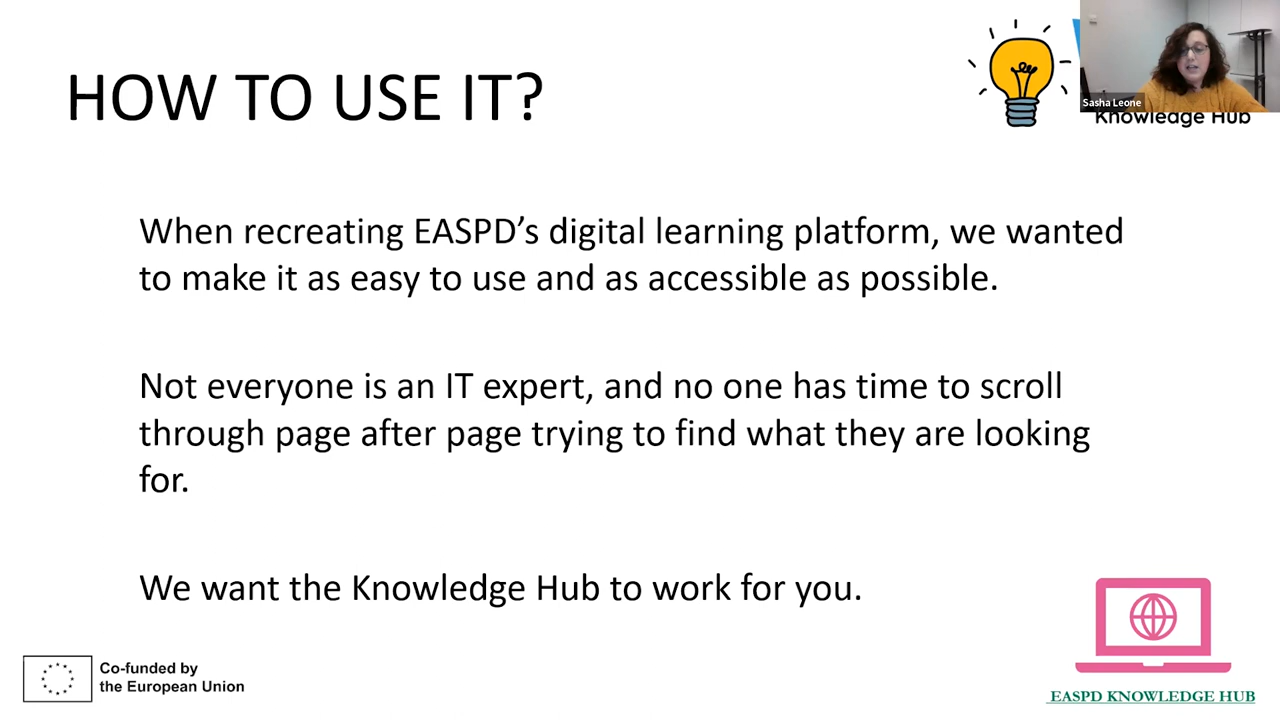 HOW TO USE IT?
Sasha Leone
Knowledge Hub
When recreating EASPD’s digital learning platform, we wanted
to make it as easy to use and as accessible as possible.
Not everyone is an IT expert, and no one has time to scroll
through page after page trying to find what they are looking
for.
We want the Knowledge Hub to work for you.
Co-funded by
the European Union
EASPD KNOWLEDGE HUB